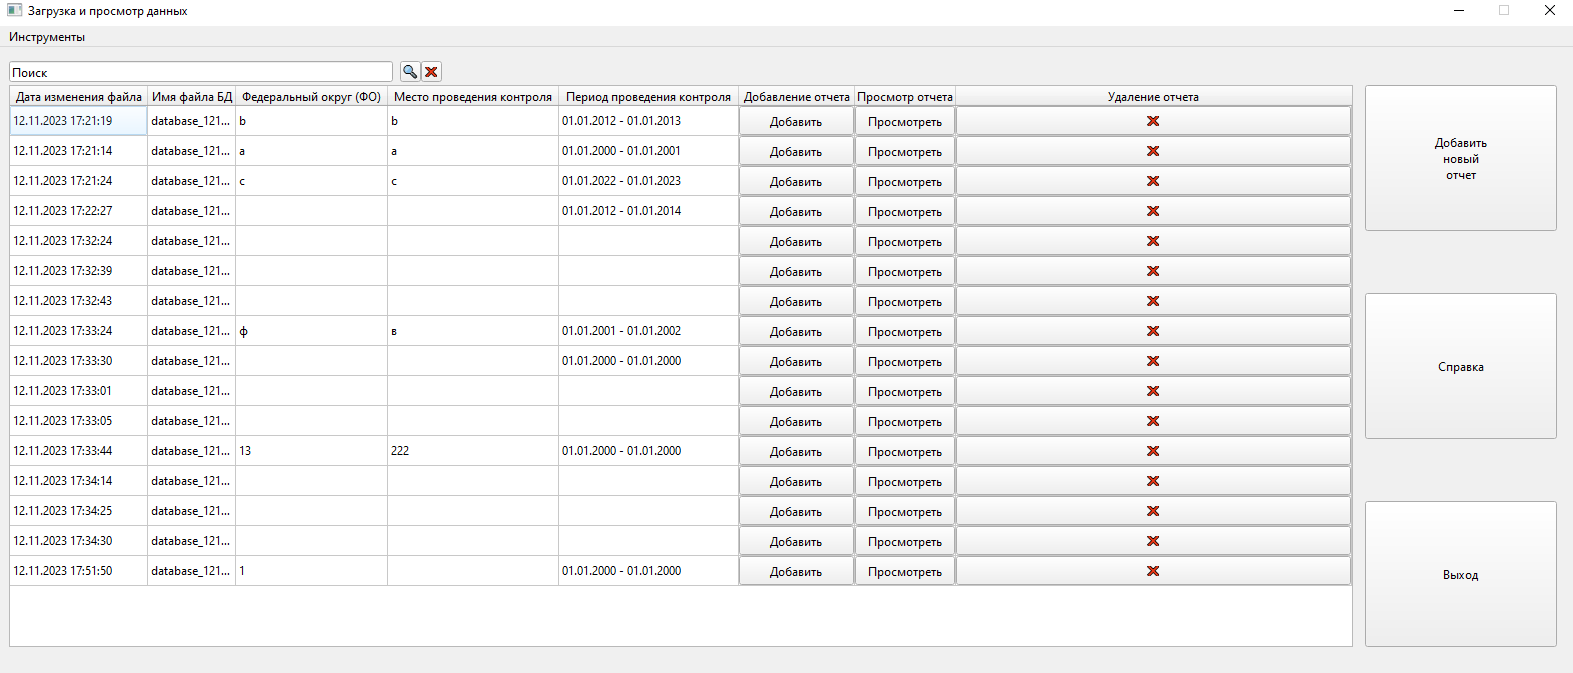 Загрузка и просмотр данных
Инструменты
Поиск
Дата изменения файла Имя файла БД Федеральный округ (ФО) Место проведения контроля Период проведения контроля Добавление отчета Просмотр отчета Удаление отчета
12.11.2023 17:21:19 database_121... b b 01.01.2012 - 01.01.2013 Добавить Просмотреть
12.11.2023 17:21:14 database_121... a a 01.01.2000 - 01.01.2001 Добавить Просмотреть
12.11.2023 17:21:24 database_121... c c 01.01.2022 - 01.01.2023 Добавить Просмотреть
12.11.2023 17:22:27 database_121... 01.01.2012 - 01.01.2014 Добавить Просмотреть
12.11.2023 17:32:24 database_121... Добавить Просмотреть
12.11.2023 17:32:39 database_121... Добавить Просмотреть
12.11.2023 17:32:43 database_121... Добавить Просмотреть
12.11.2023 17:33:24 database_121... ф в 01.01.2001 - 01.01.2002 Добавить Просмотреть
12.11.2023 17:33:30 database_121... 01.01.2000 - 01.01.2000 Добавить Просмотреть
12.11.2023 17:33:01 database_121... Добавить Просмотреть
12.11.2023 17:33:05 database_121... Добавить Просмотреть
12.11.2023 17:33:44 database_121... 13 222 01.01.2000 - 01.01.2000 Добавить Просмотреть
12.11.2023 17:34:14 database_121... Добавить Просмотреть
12.11.2023 17:34:25 database_121... Добавить Просмотреть
12.11.2023 17:34:30 database_121... Добавить Просмотреть
12.11.2023 17:51:50 database_121... 1 01.01.2000 - 01.01.2000 Добавить Просмотреть
Добавить
новый
отчет
Справка
Выход